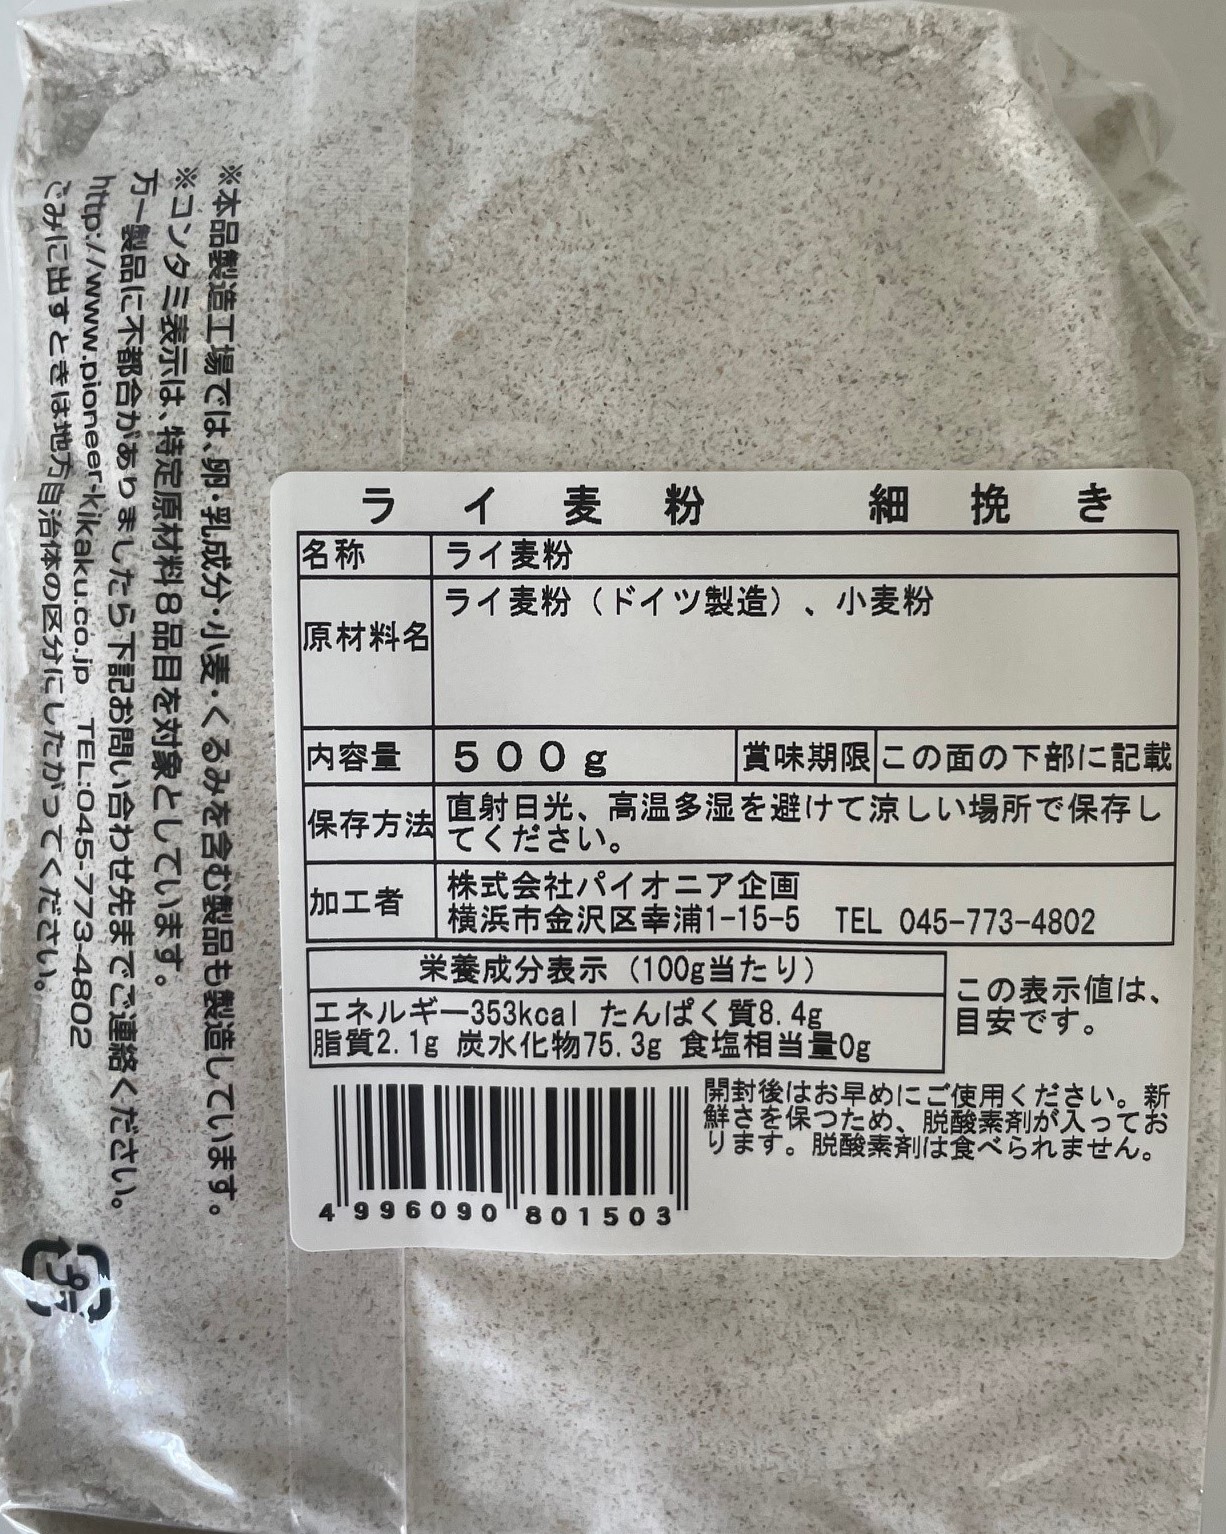 ライ麦粉 細挽き
名称 ライ麦粉
原材料名 ライ麦粉（ドイツ製造）、小麦粉
内容量 500g 賞味期限 この面の下部に記載
保存方法 直射日光、高温多湿を避けて涼しい場所で保存し
てください。
加工者 株式会社パイオニア企画
横浜市金沢区幸浦1-15-5 TEL 045-773-4802
栄養成分表示（100g当たり）
エネルギー353kcal たんぱく質8.4g
脂質2.1g 炭水化物75.3g 食塩相当量0g
この表示値は、
目安です。
開封後はお早めにご使用ください。新
鮮さを保つため、脱酸素剤が入ってお
ります。脱酸素剤は食べられません。
4 996090 801503
※本品製造工場では、卵・乳成分・小麦・くるみを含む製品も製造しています。
※コンタミ表示は、特定原材料8品目を対象としています。
万一製品に不都合がありましたら下記お問い合わせ先までご連絡ください。
http://www.pioneer-kikaku.co.jp TEL:045-773-4802
ごみに出すときは地方自治体の区分にしたがってください。
プラ